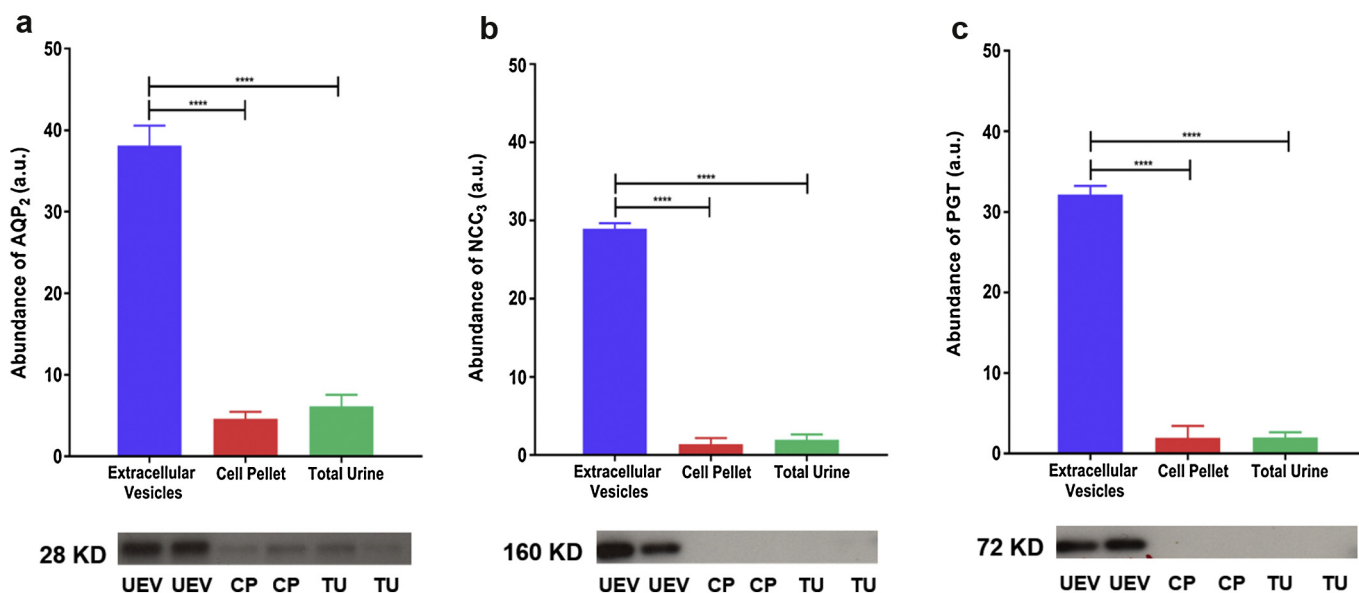 a
50
40
30
20
10
0
Abundance of AQP2 (a.u.)
****
****
Extracellular
Vesicles
Cell Pellet
Total Urine
28 KD
UEV UEV CP CP TU TU
b
50
40
30
20
10
0
Abundance of NCC3 (a.u.)
****
****
Extracellular
Vesicles
Cell Pellet
Total Urine
160 KD
UEV UEV CP CP TU TU
c
50
40
30
20
10
0
Abundance of PGT (a.u.)
****
****
Extracellular
Vesicles
Cell Pellet
Total Urine
72 KD
UEV UEV CP CP TU TU